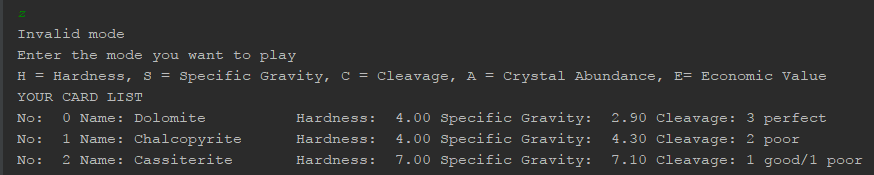 z
Invalid mode
Enter the mode you want to play
H = Hardness, S = Specific Gravity, C = Cleavage, A = Crystal Abundance, E= Economic Value
YOUR CARD LIST
No:  0 Name: Dolomite          Hardness:  4.00 Specific Gravity:  2.90 Cleavage: 3 perfect
No:  1 Name: Chalcopyrite      Hardness:  4.00 Specific Gravity:  4.30 Cleavage: 2 poor
No:  2 Name: Cassiterite       Hardness:  7.00 Specific Gravity:  7.10 Cleavage: 1 good/1 poor